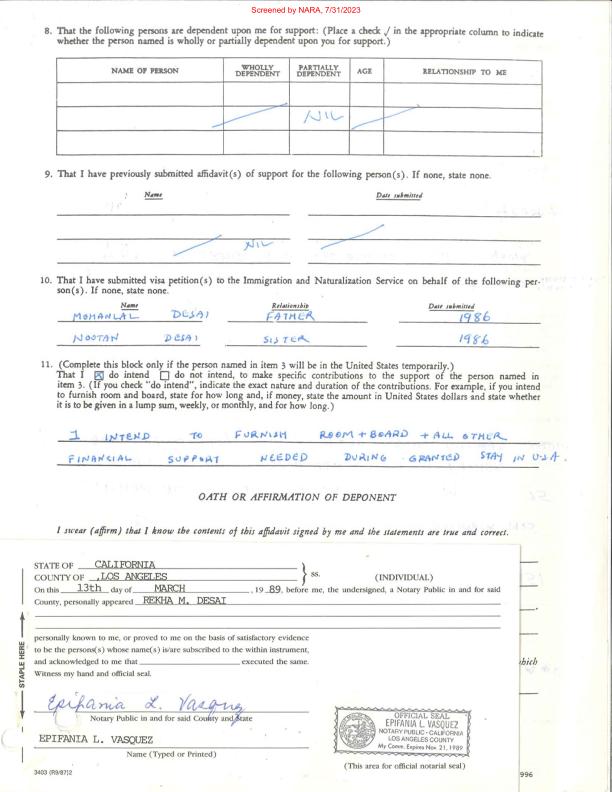 Screened by NARA, 7/31/2023
8. That the following persons are dependent upon me for support: (Place a check ✓ in the appropriate column to indicate
whether the person named is wholly or partially dependent upon you for support.)
NAME OF PERSON WHOLLY DEPENDENT PARTIALLY DEPENDENT AGE RELATIONSHIP TO ME
NIL
9. That I have previously submitted affidavit(s) of support for the following person(s). If none, state none.
Name Date submitted
NIL
10. That I have submitted visa petition(s) to the Immigration and Naturalization Service on behalf of the following per-
son(s). If none, state none.
Name Relationship Date submitted
MOHANLAL DESAI FATHER 1986
NOOTAN DESAI SISTER 1986
11. (Complete this block only if the person named in item 3 will be in the United States temporarily.)
That I ☒ do intend ☐ do not intend, to make specific contributions to the support of the person named in
item 3. (If you check "do intend", indicate the exact nature and duration of the contributions. For example, if you intend
to furnish room and board, state for how long and, if money, state the amount in United States dollars and state whether
it is to be given in a lump sum, weekly, or monthly, and for how long.)
I INTEND TO FURNISH ROOM + BOARD + ALL OTHER
FINANCIAL SUPPORT NEEDED DURING GRANTED STAY IN USA.
OATH OR AFFIRMATION OF DEPONENT
I swear (affirm) that I know the contents of this affidavit signed by me and the statements are true and correct.
STATE OF CALIFORNIA
COUNTY OF LOS ANGELES } ss. (INDIVIDUAL)
On this 13th day of MARCH, 19 89, before me, the undersigned, a Notary Public in and for said
County, personally appeared REKHA M. DESAI
personally known to me, or proved to me on the basis of satisfactory evidence
to be the persons(s) whose name(s) is/are subscribed to the within instrument,
and acknowledged to me that executed the same.
Witness my hand and official seal.
hich
STAPLE HERE
Epifania L. Vasquez
Notary Public in and for said County and State
EPIFANIA L. VASQUEZ
Name (Typed or Printed)
OFFICIAL SEAL
EPIFANIA L. VASQUEZ
NOTARY PUBLIC - CALIFORNIA
LOS ANGELES COUNTY
My Comm. Expires Nov. 21, 1989
(This area for official notarial seal)
3403 (R9/87)2
996